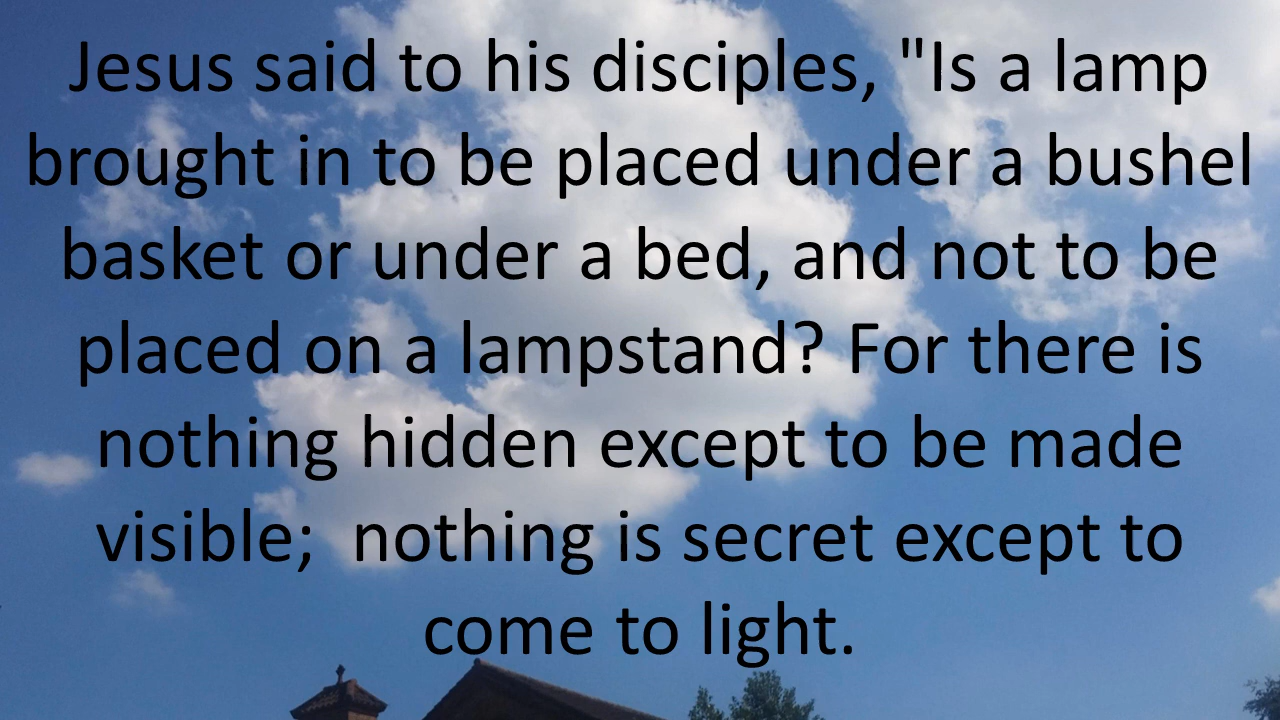 Jesus said to his disciples, "Is a lamp
brought in to be placed under a bushel
basket or under a bed, and not to be
placed on a lampstand? For there is
nothing hidden except to be made
visible;  nothing is secret except to
come to light.